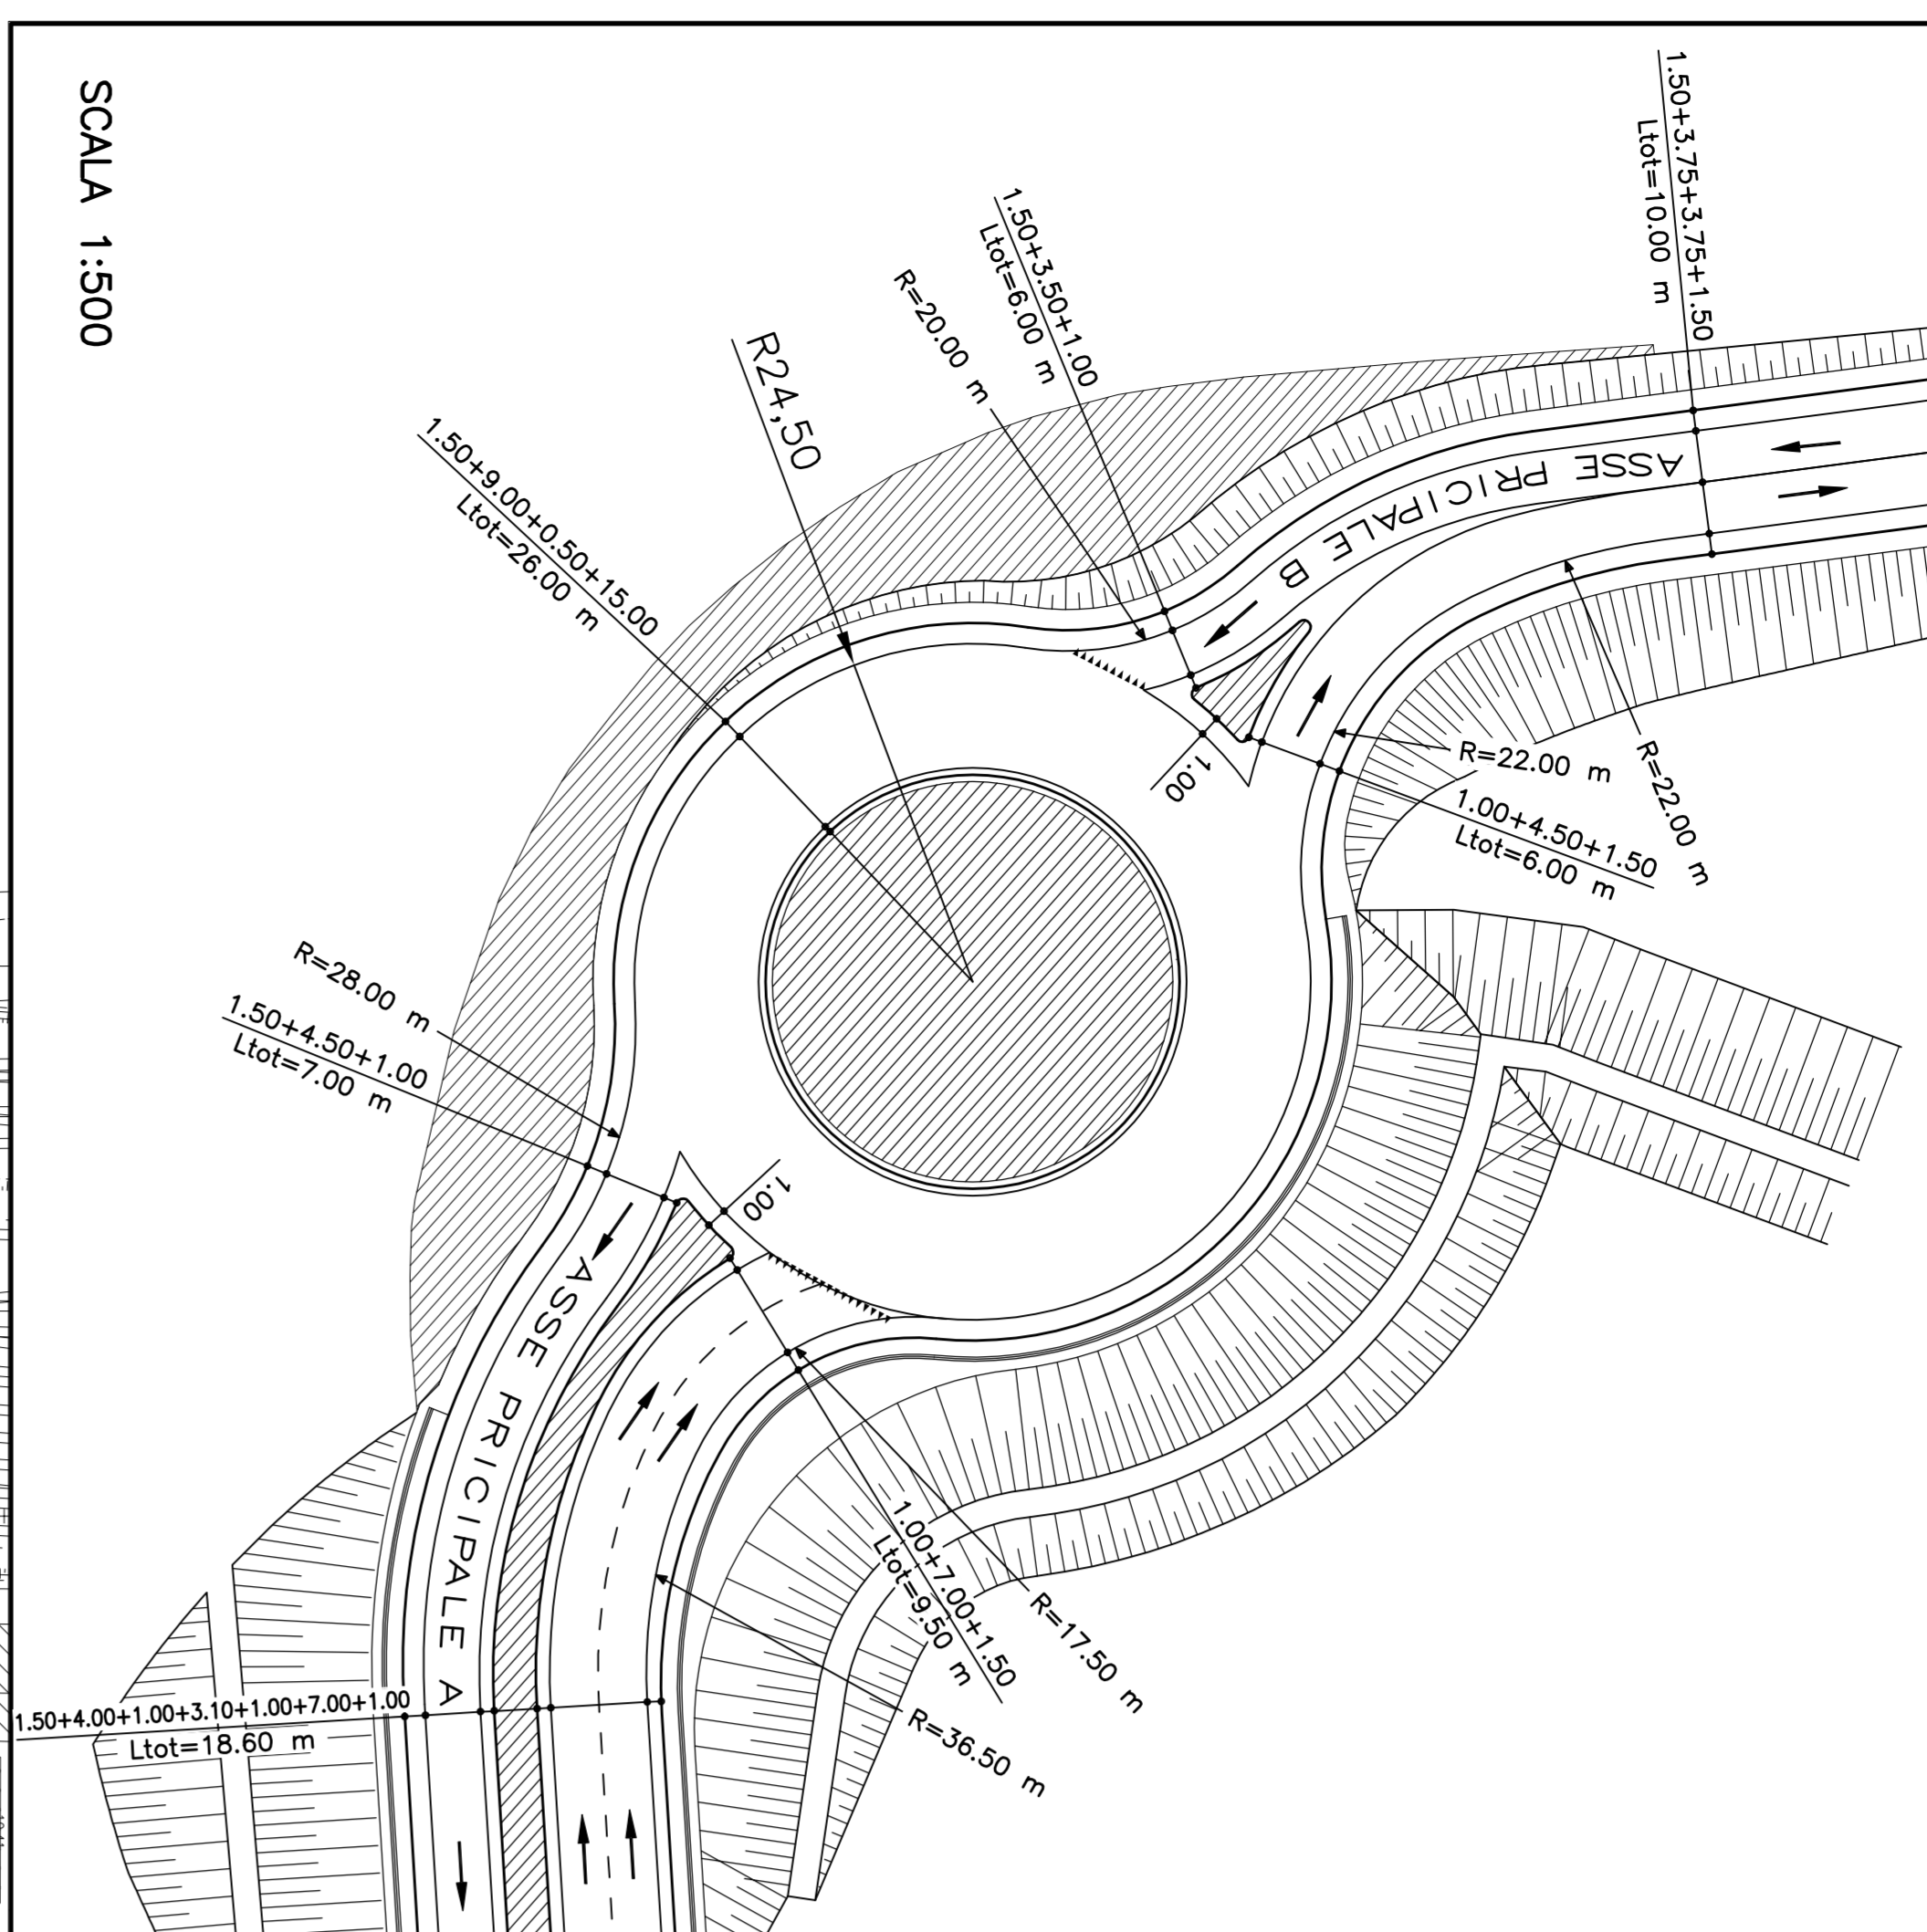 SCALA 1:500
1.50+3.75+3.75+1.50
Ltot=10.00 m
1.50+3.50+1.00
Ltot=6.00 m
R=20.00 m
R24,50
1.50+9.00+0.50+15.00
Ltot=26.00 m
ASSE PRICIPALE B
R=22.00 m
R=22.00 m
1.00
1.00+4.50+1.50
Ltot=6.00 m
R=28.00 m
1.50+4.50+1.00
Ltot=7.00 m
1.00
ASSE PRICIPALE A
1.00+7.00+1.50
Ltot=9.50 m
R=17.50 m
R=36.50 m
1.50+4.00+1.00+3.10+1.00+7.00+1.00
Ltot=18.60 m